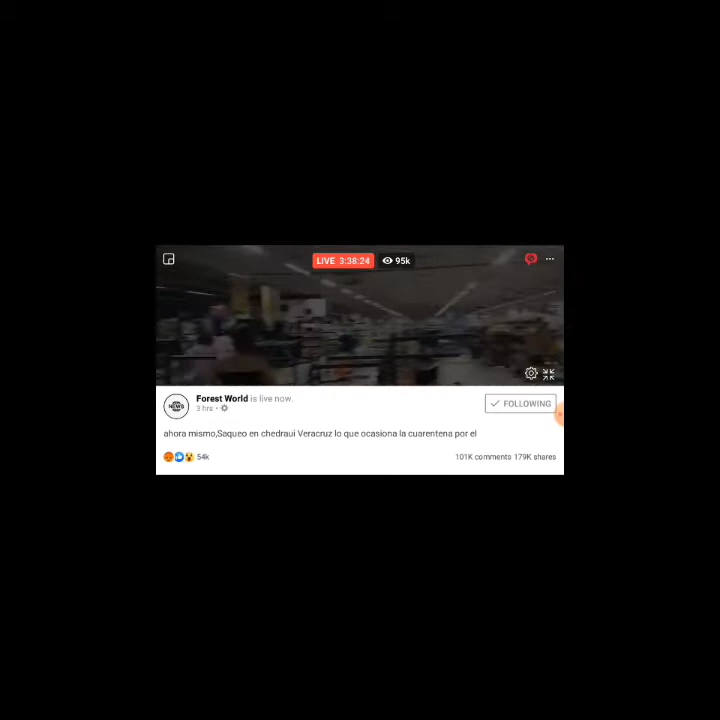 LIVE 3:38:24 95k
NEWS
Forest World is live now.
3 hrs ·
FOLLOWING
ahora mismo,Saqueo en chedraui Veracruz lo que ocasiona la cuarentena por el
54k
101K comments 179K shares